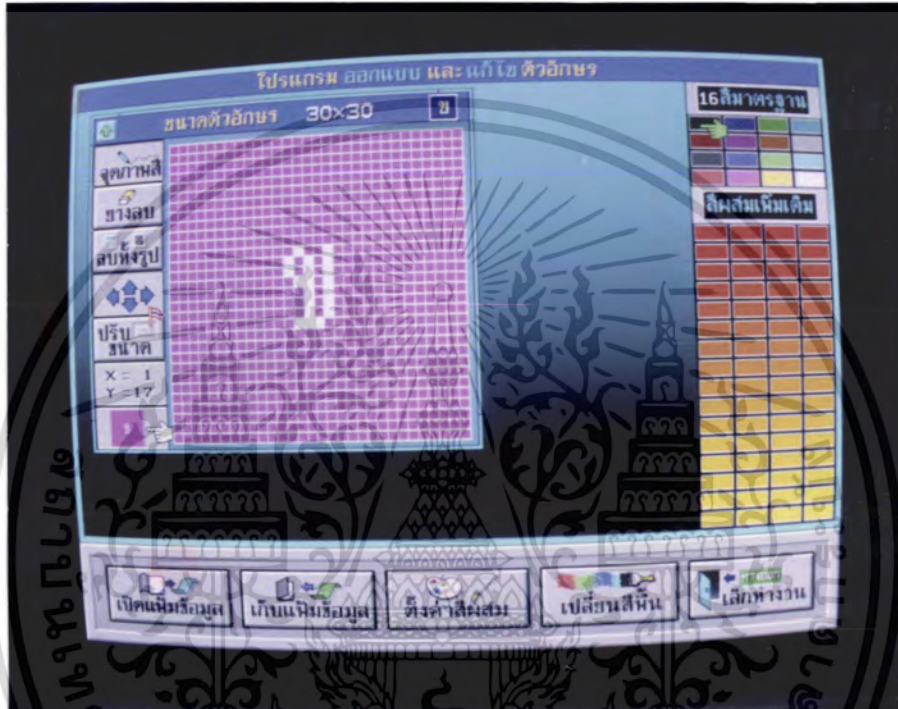 โปรแกรม ออกแบบ และแก้ไข ตัวอักษร
ขนาดตัวอักษร 30×30 ข
16สีมาตรฐาน
จุดภาพสี
ยางลบ
ลบทั้งรูป
ปรับ
ขนาด
X = 1
Y =17
สีผสมเพิ่มเติม
เปิดแฟ้มข้อมูล
เก็บแฟ้มข้อมูล
ตั้งค่าสีผสม
เปลี่ยนสีพื้น
เลิกทำงาน